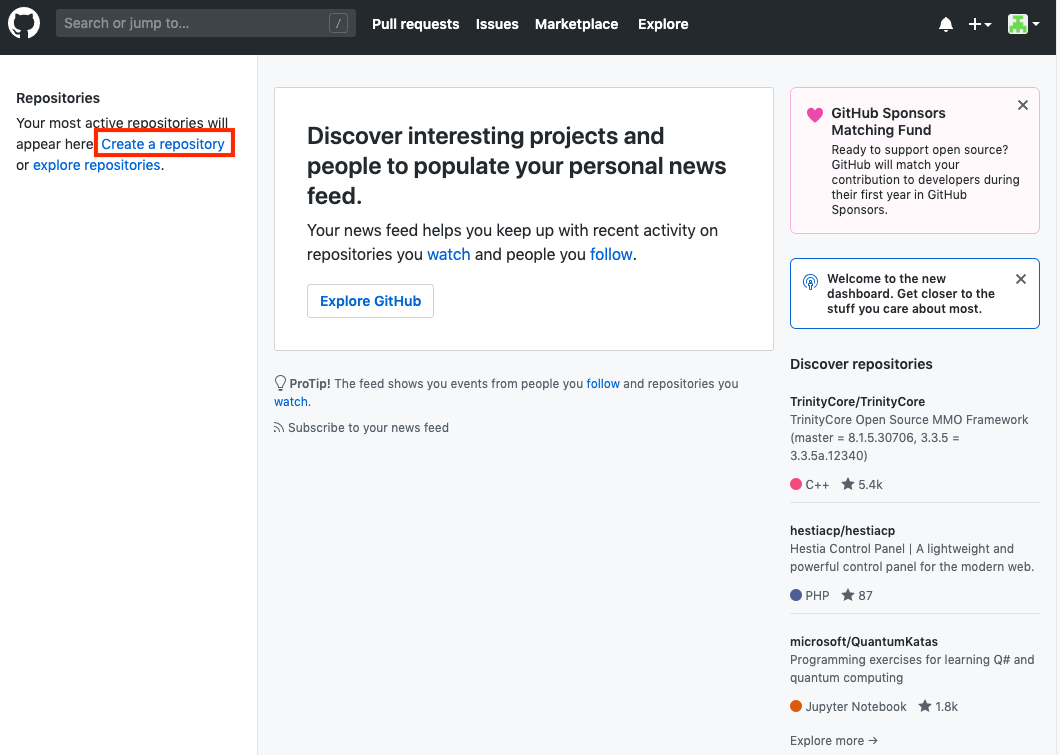 Search or jump to...
/
Pull requests
Issues
Marketplace
Explore
Repositories
Your most active repositories will
appear here. Create a repository
or explore repositories.
Discover interesting projects and
people to populate your personal news
feed.
Your news feed helps you keep up with recent activity on
repositories you watch and people you follow.
Explore GitHub
ProTip! The feed shows you events from people you follow and repositories you
watch.
Subscribe to your news feed
GitHub Sponsors
Matching Fund
Ready to support open source?
GitHub will match your
contribution to developers during
their first year in GitHub
Sponsors.
Welcome to the new
dashboard. Get closer to the
stuff you care about most.
Discover repositories
TrinityCore/TrinityCore
TrinityCore Open Source MMO Framework
(master = 8.1.5.30706, 3.3.5 =
3.3.5a.12340)
C++ 5.4k
hestiacp/hestiacp
Hestia Control Panel | A lightweight and
powerful control panel for the modern web.
PHP 87
microsoft/QuantumKatas
Programming exercises for learning Q# and
quantum computing
Jupyter Notebook 1.8k
Explore more →